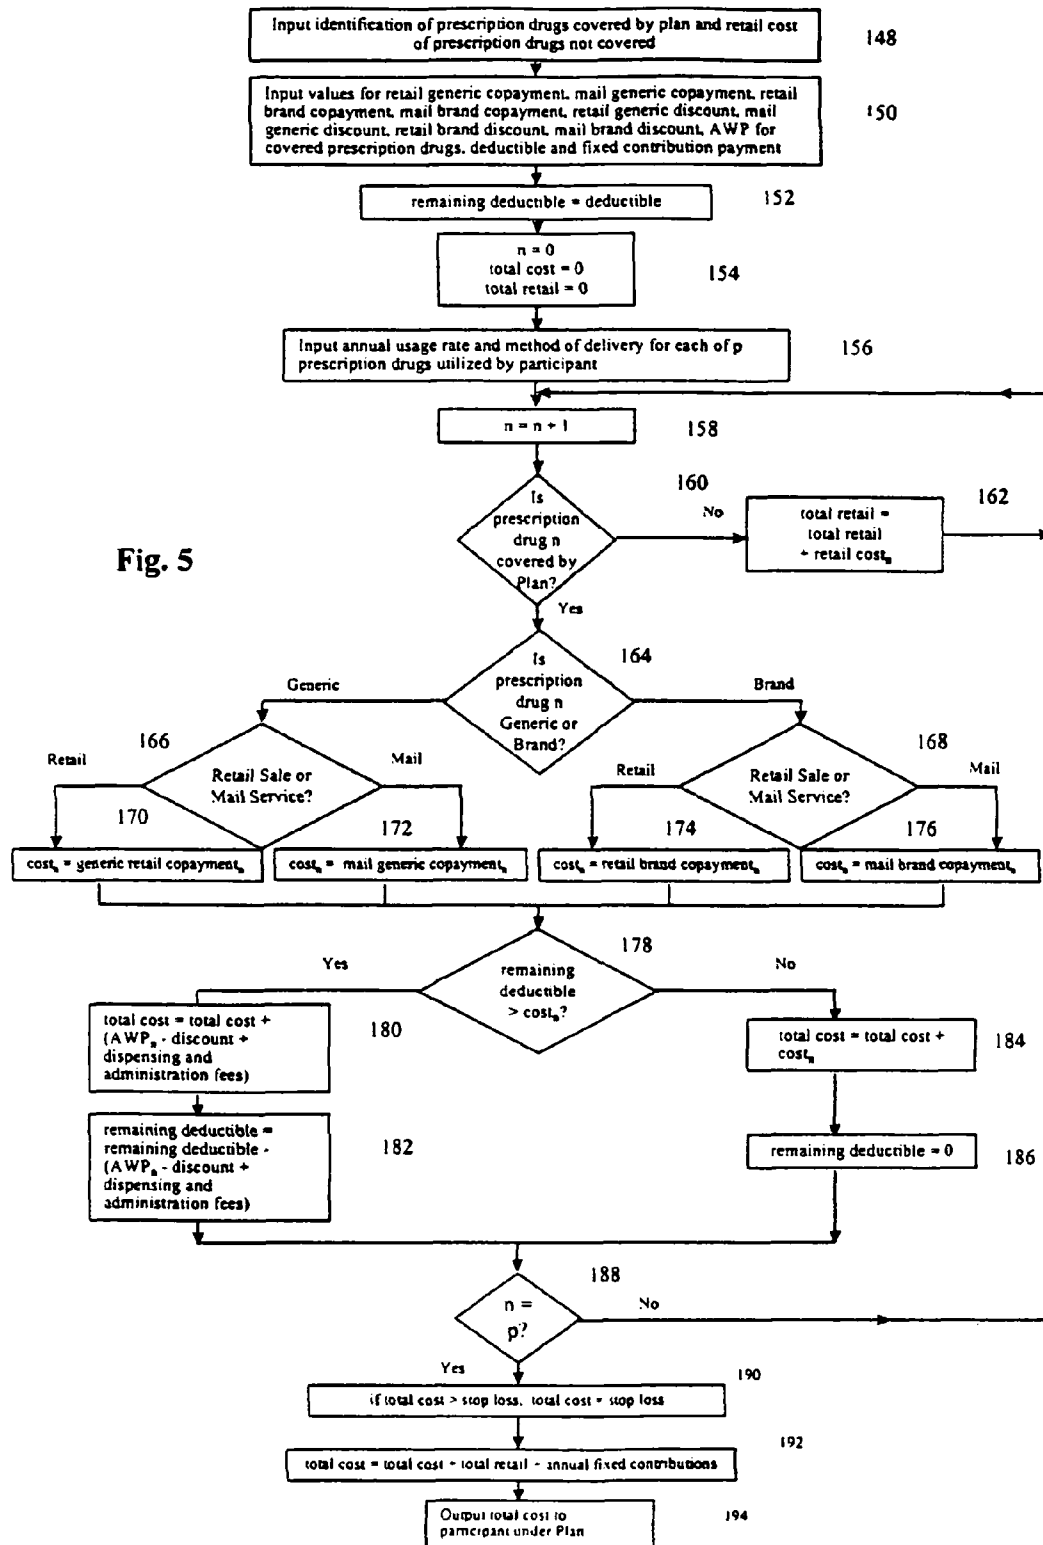 Input identification of prescription drugs covered by plan and retail cost
of prescription drugs not covered
148
Input values for retail generic copayment, mail generic copayment, retail
brand copayment, mail brand copayment, retail generic discount, mail
generic discount, retail brand discount, mail brand discount, AWP for
covered prescription drugs, deductible and fixed contribution payment
150
remaining deductible = deductible
152
n = 0
total cost = 0
total retail = 0
154
Input annual usage rate and method of delivery for each of p
prescription drugs utilized by participant
156
n = n + 1
158
Is
prescription
drug n
covered by
Plan?
160
No
total retail =
total retail
+ retail costₙ
162
Fig. 5
Yes
Is
prescription
drug n
Generic or
Brand?
164
Generic
Brand
166
Retail
Retail Sale or
Mail Service?
Mail
168
Retail
Retail Sale or
Mail Service?
Mail
170
172
174
176
costₙ = generic retail copaymentₙ
costₙ = mail generic copaymentₙ
costₙ = retail brand copaymentₙ
costₙ = mail brand copaymentₙ
178
Yes
remaining
deductible
> costₙ?
No
total cost = total cost +
(AWPₙ - discount +
dispensing and
administration fees)
180
total cost = total cost +
costₙ
184
remaining deductible =
remaining deductible -
(AWPₙ - discount +
dispensing and
administration fees)
182
remaining deductible = 0
186
188
n =
p?
No
Yes
190
if total cost > stop loss, total cost = stop loss
192
total cost = total cost + total retail + annual fixed contributions
Output total cost to
participant under Plan
194